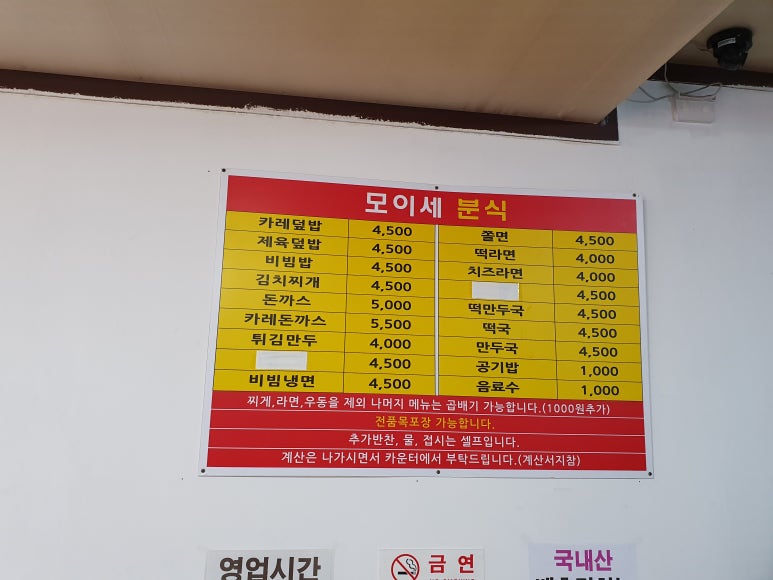 모이세 분식
카레덮밥 4,500
제육덮밥 4,500
비빔밥 4,500
김치찌개 4,500
돈까스 5,000
카레돈까스 5,500
튀김만두 4,000
4,500
비빔냉면 4,500
쫄면 4,500
떡라면 4,000
치즈라면 4,000
4,500
떡만두국 4,500
떡국 4,500
만두국 4,500
공기밥 1,000
음료수 1,000
찌게,라면,우동을 제외 나머지 메뉴는 곱배기 가능합니다.(1000원추가)
전품목포장 가능합니다.
추가반찬, 물, 접시는 셀프입니다.
계산은 나가시면서 카운터에서 부탁드립니다.(계산서지참)
영업시간
금 연
국내산